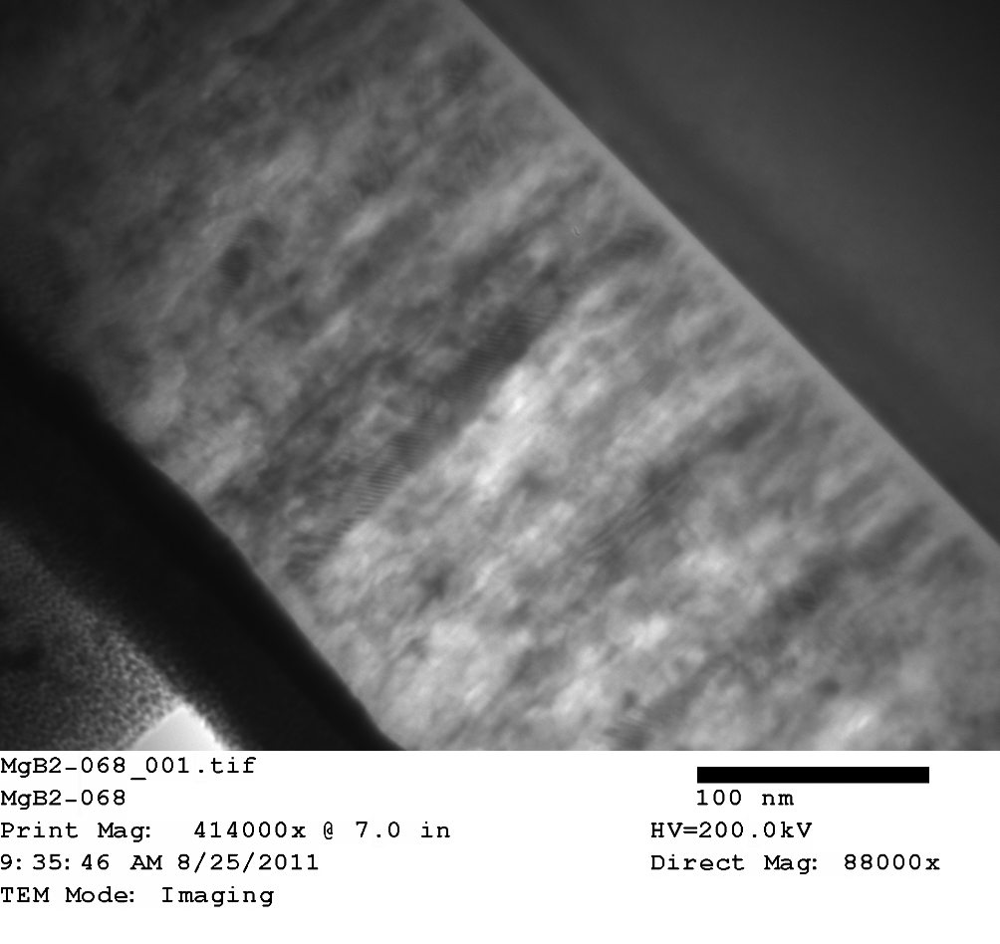 MgB2-068_001.tif
MgB2-068
Print Mag: 414000x @ 7.0 in
9:35:46 AM 8/25/2011
TEM Mode: Imaging
100 nm
HV=200.0kV
Direct Mag: 88000x